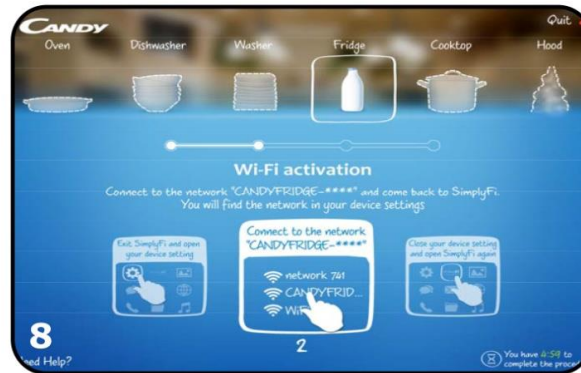 CANDY
Quit
Oven Dishwasher Washer Fridge Cooktop Hood
Wi-Fi activation
Connect to the network "CANDYFRIDGE-****" and come back to SimplyFi.
You will find the network in your device settings
Exit SimplyFi and open
your device setting
Connect to the network
"CANDYFRIDGE-****"
network 741
CANDYFRID...
WiF
2
Close your device setting
and open SimplyFi again
8
eed Help?
You have 4:59 to
complete the proced